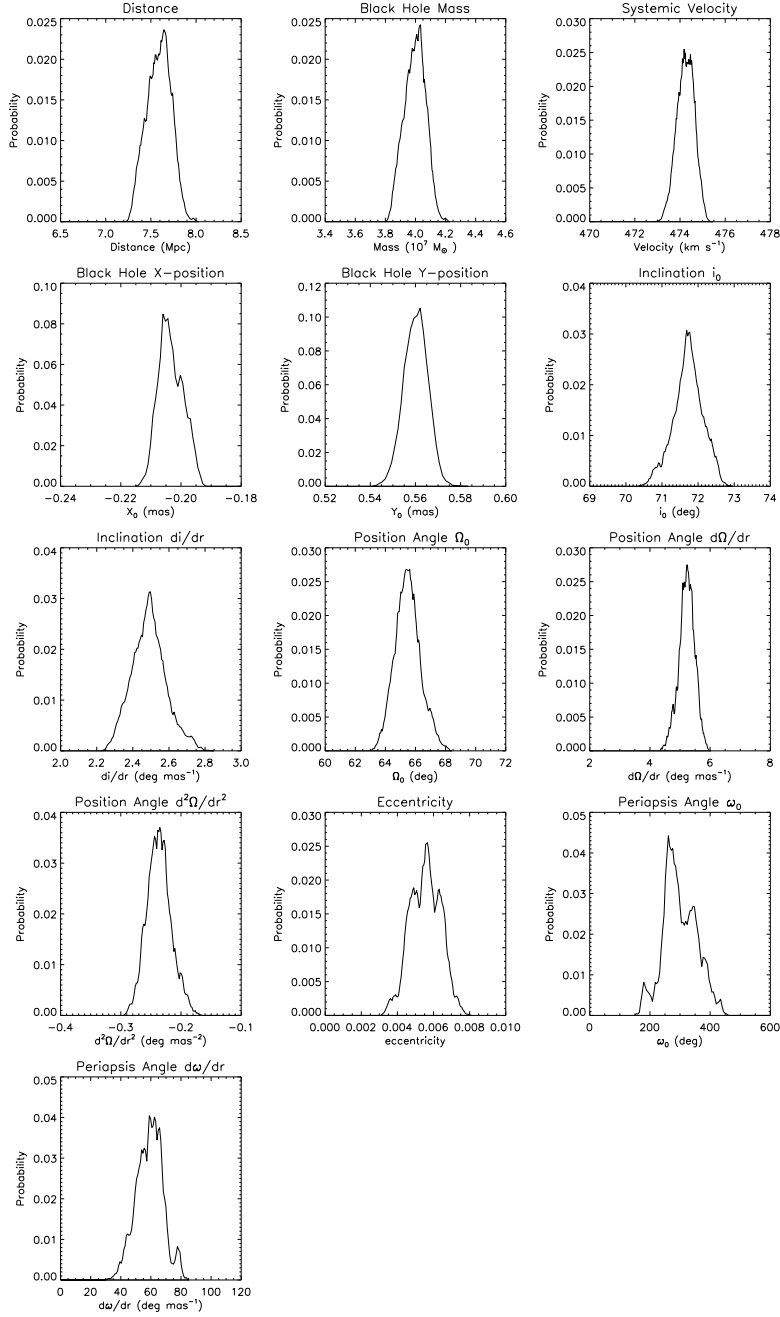 Distance
Black Hole Mass
Systemic Velocity
0.025
0.020
0.015
0.010
0.005
0.000
Probability
6.5 7.0 7.5 8.0 8.5
Distance (Mpc)
0.025
0.020
0.015
0.010
0.005
0.000
Probability
3.4 3.6 3.8 4.0 4.2 4.4 4.6
Mass (10⁷ M☉)
0.030
0.025
0.020
0.015
0.010
0.005
0.000
Probability
470 472 474 476 478
Velocity (km s⁻¹)
Black Hole X-position
Black Hole Y-position
Inclination i₀
0.10
0.08
0.06
0.04
0.02
0.00
Probability
-0.24 -0.22 -0.20 -0.18
X₀ (mas)
0.12
0.10
0.08
0.06
0.04
0.02
0.00
Probability
0.52 0.54 0.56 0.58 0.60
Y₀ (mas)
0.04
0.03
0.02
0.01
0.00
Probability
69 70 71 72 73 74
i₀ (deg)
Inclination di/dr
Position Angle Ω₀
Position Angle dΩ/dr
0.04
0.03
0.02
0.01
0.00
Probability
2.0 2.2 2.4 2.6 2.8 3.0
di/dr (deg mas⁻¹)
0.030
0.025
0.020
0.015
0.010
0.005
0.000
Probability
60 62 64 66 68 70 72
Ω₀ (deg)
0.030
0.025
0.020
0.015
0.010
0.005
0.000
Probability
2 4 6 8
dΩ/dr (deg mas⁻¹)
Position Angle d²Ω/dr²
Eccentricity
Periapsis Angle ω₀
0.04
0.03
0.02
0.01
0.00
Probability
-0.4 -0.3 -0.2 -0.1
d²Ω/dr² (deg mas⁻²)
0.030
0.025
0.020
0.015
0.010
0.005
0.000
Probability
0.000 0.002 0.004 0.006 0.008 0.010
eccentricity
0.05
0.04
0.03
0.02
0.01
0.00
Probability
0 200 400 600
ω₀ (deg)
Periapsis Angle dω/dr
0.05
0.04
0.03
0.02
0.01
0.00
Probability
0 20 40 60 80 100 120
dω/dr (deg mas⁻¹)